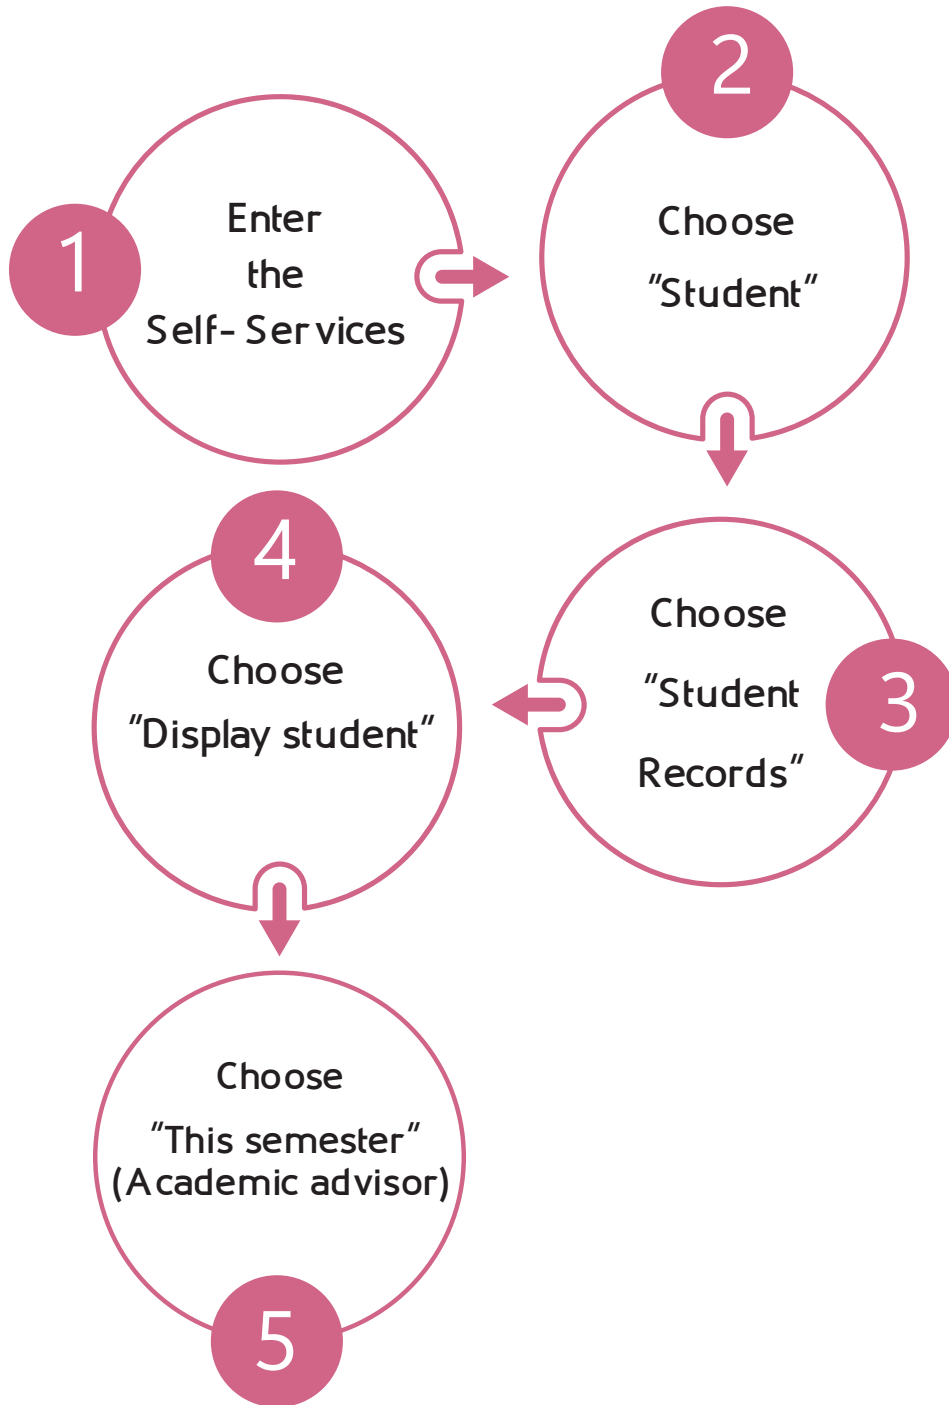 1
Enter
the
Self- Services
2
Choose
"Student"
3
Choose
"Student
Records"
4
Choose
"Display student"
Choose
"This semester"
(Academic advisor)
5